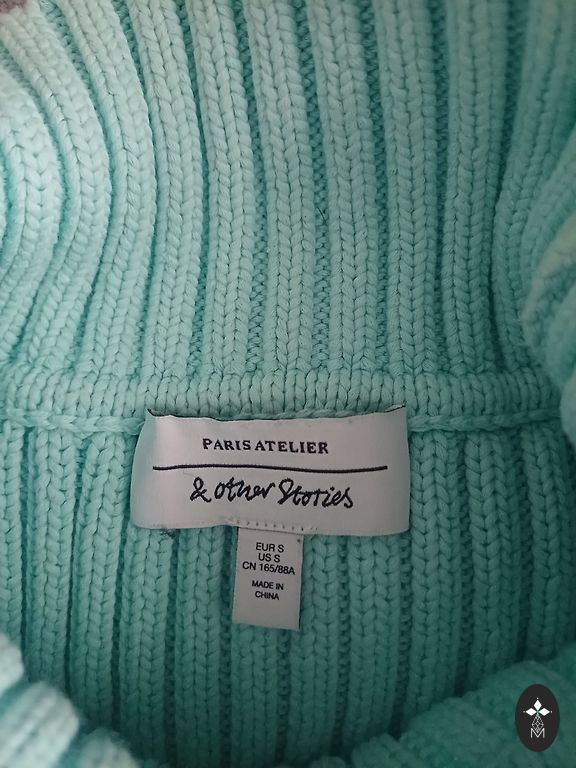 PARIS ATELIER
& other Stories
EUR S
US S
CN 165/88A
MADE IN
CHINA
M